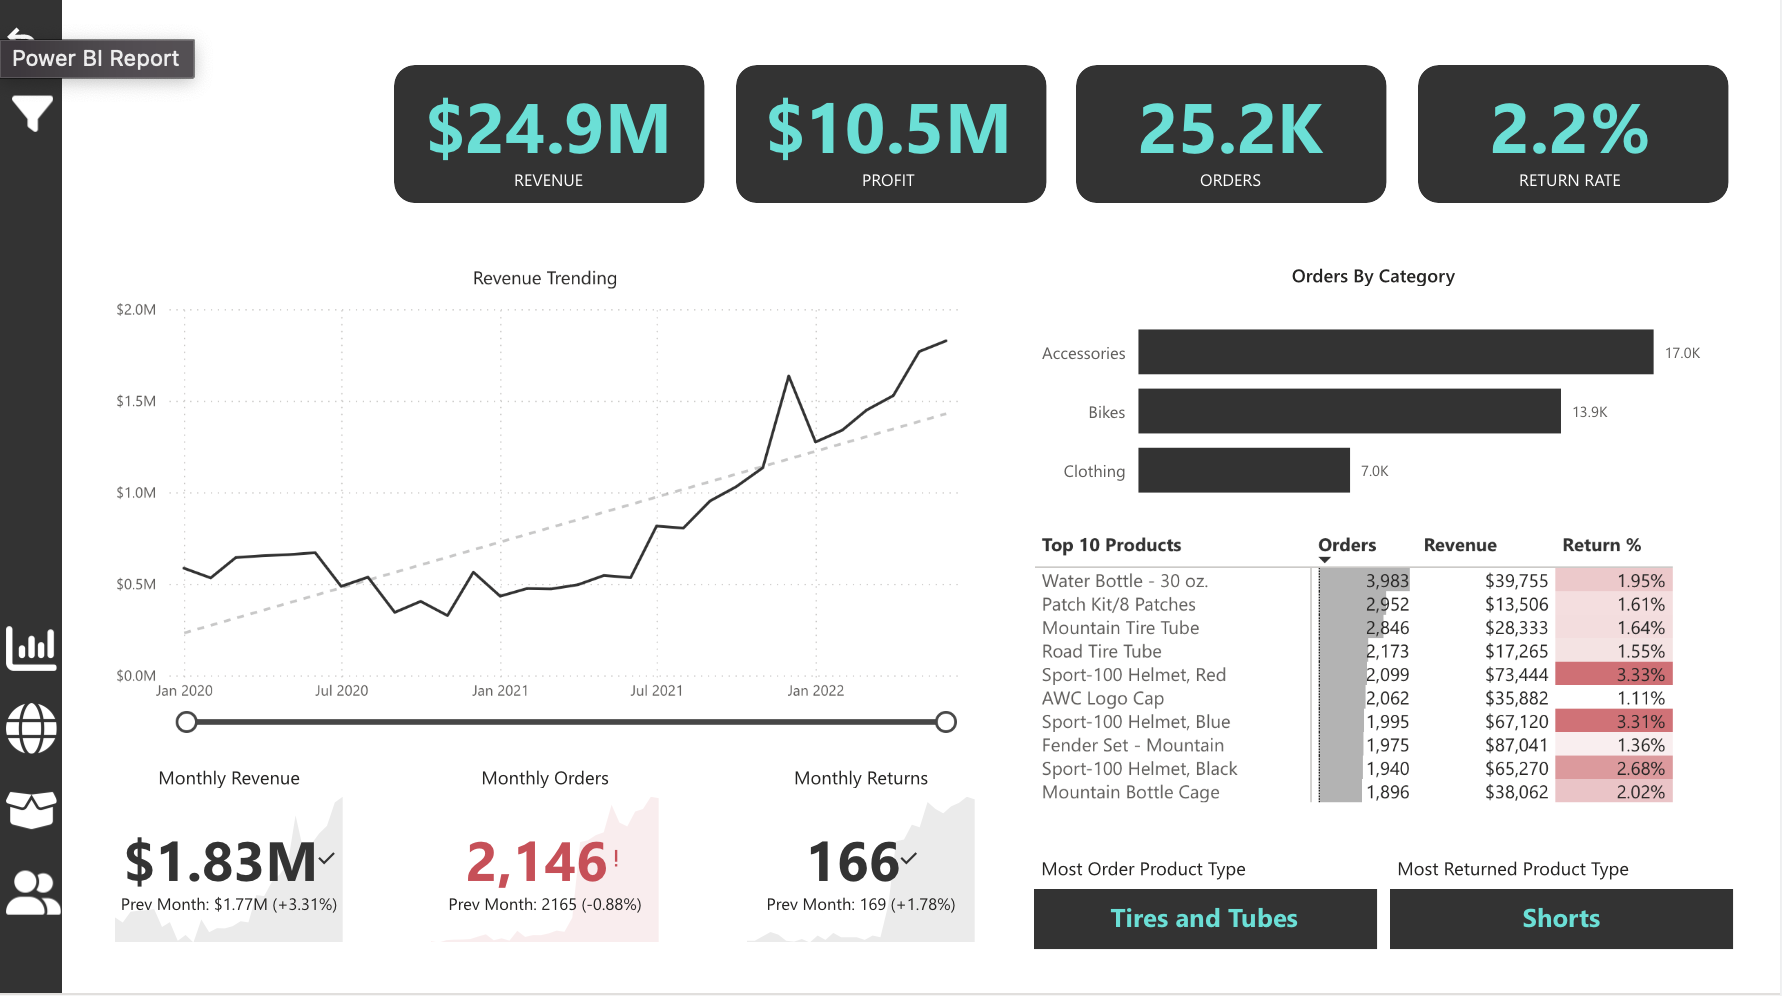 Power BI Report
$24.9M
REVENUE
$10.5M
PROFIT
25.2K
ORDERS
2.2%
RETURN RATE
Revenue Trending
$2.0M
$1.5M
$1.0M
$0.5M
$0.0M
Jan 2020 Jul 2020 Jan 2021 Jul 2021 Jan 2022
Orders By Category
Accessories 17.0K
Bikes 13.9K
Clothing 7.0K
Top 10 Products Orders Revenue Return %
Water Bottle - 30 oz. 3,983 $39,755 1.95%
Patch Kit/8 Patches 2,952 $13,506 1.61%
Mountain Tire Tube 2,846 $28,333 1.64%
Road Tire Tube 2,173 $17,265 1.55%
Sport-100 Helmet, Red 2,099 $73,444 3.33%
AWC Logo Cap 2,062 $35,882 1.11%
Sport-100 Helmet, Blue 1,995 $67,120 3.31%
Fender Set - Mountain 1,975 $87,041 1.36%
Sport-100 Helmet, Black 1,940 $65,270 2.68%
Mountain Bottle Cage 1,896 $38,062 2.02%
Monthly Revenue
$1.83M
Prev Month: $1.77M (+3.31%)
Monthly Orders
2,146!
Prev Month: 2165 (-0.88%)
Monthly Returns
166
Prev Month: 169 (+1.78%)
Most Order Product Type
Tires and Tubes
Most Returned Product Type
Shorts